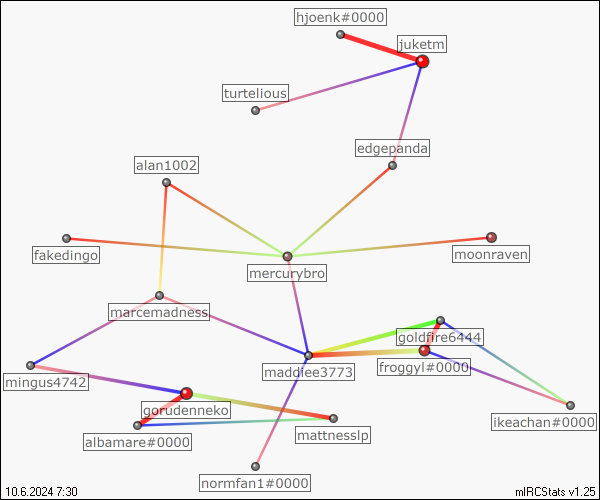 hjoenk#0000
juketm
turtelious
edgepanda
alan1002
fakedingo
moonraven
mercurybro
marcemadness
goldfire6444
maddiee3773
froggyl#0000
mingus4742
gorudenneko
ikeachan#0000
albamare#0000
mattnesslp
normfan1#0000
10.6.2024 7:30
mIRCStats v1.25